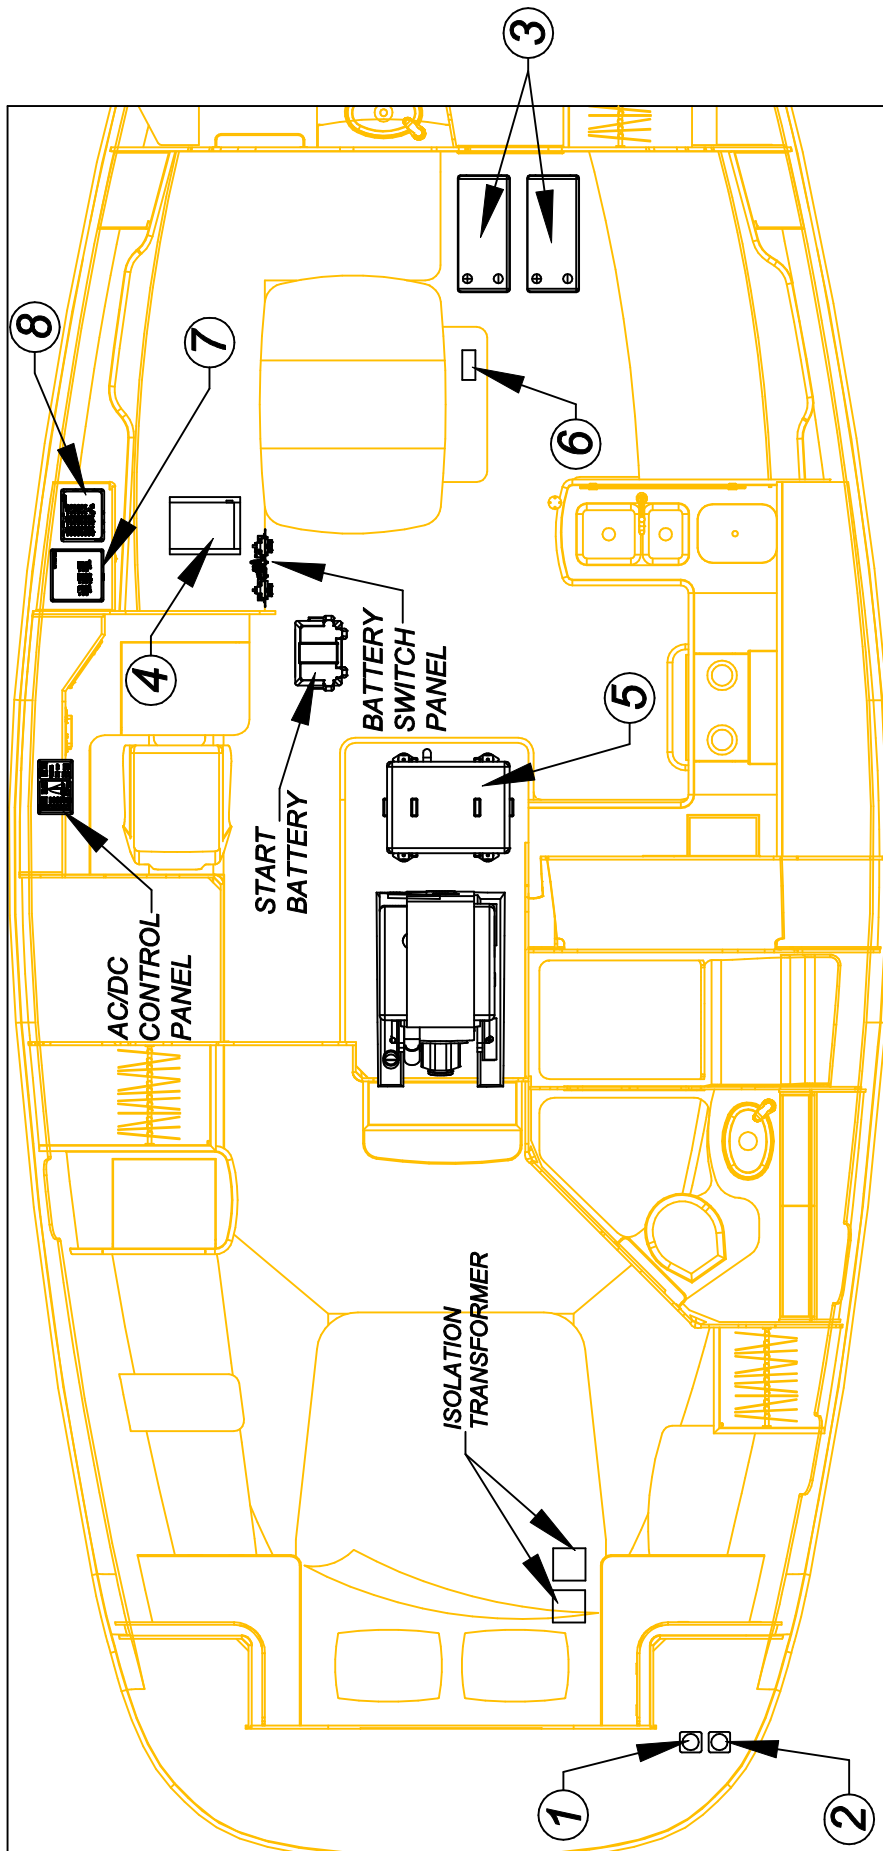 3
8
7
6
4
5
BATTERY
SWITCH
PANEL
START
BATTERY
AC/DC
CONTROL
PANEL
ISOLATION
TRANSFORMER
1
2